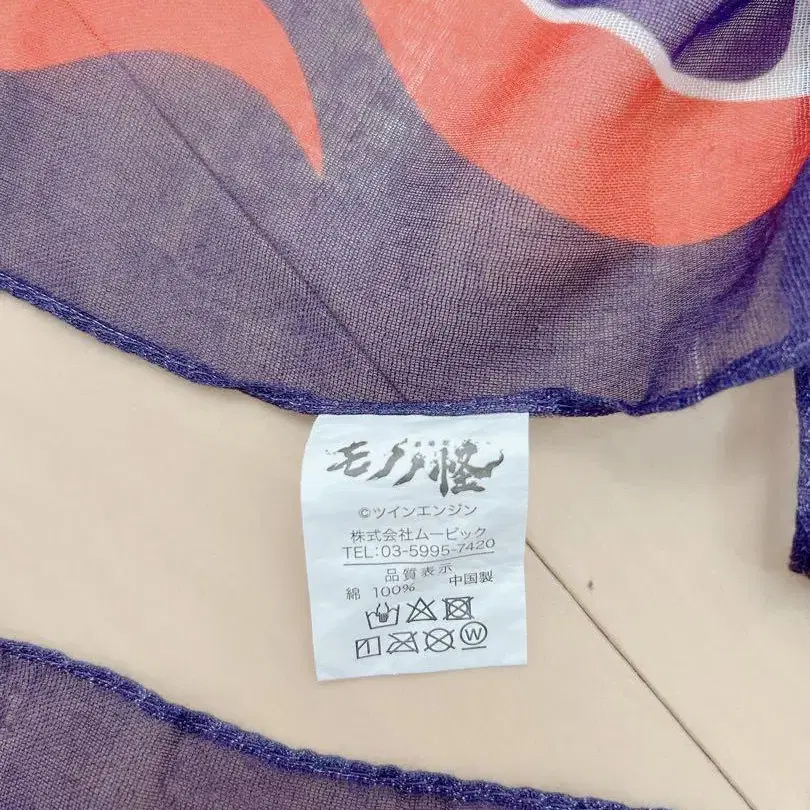 モノノ怪
©ツインエンジン
株式会社ムービック
TEL:03-5995-7420
品質表示
綿 100% 中国製
W